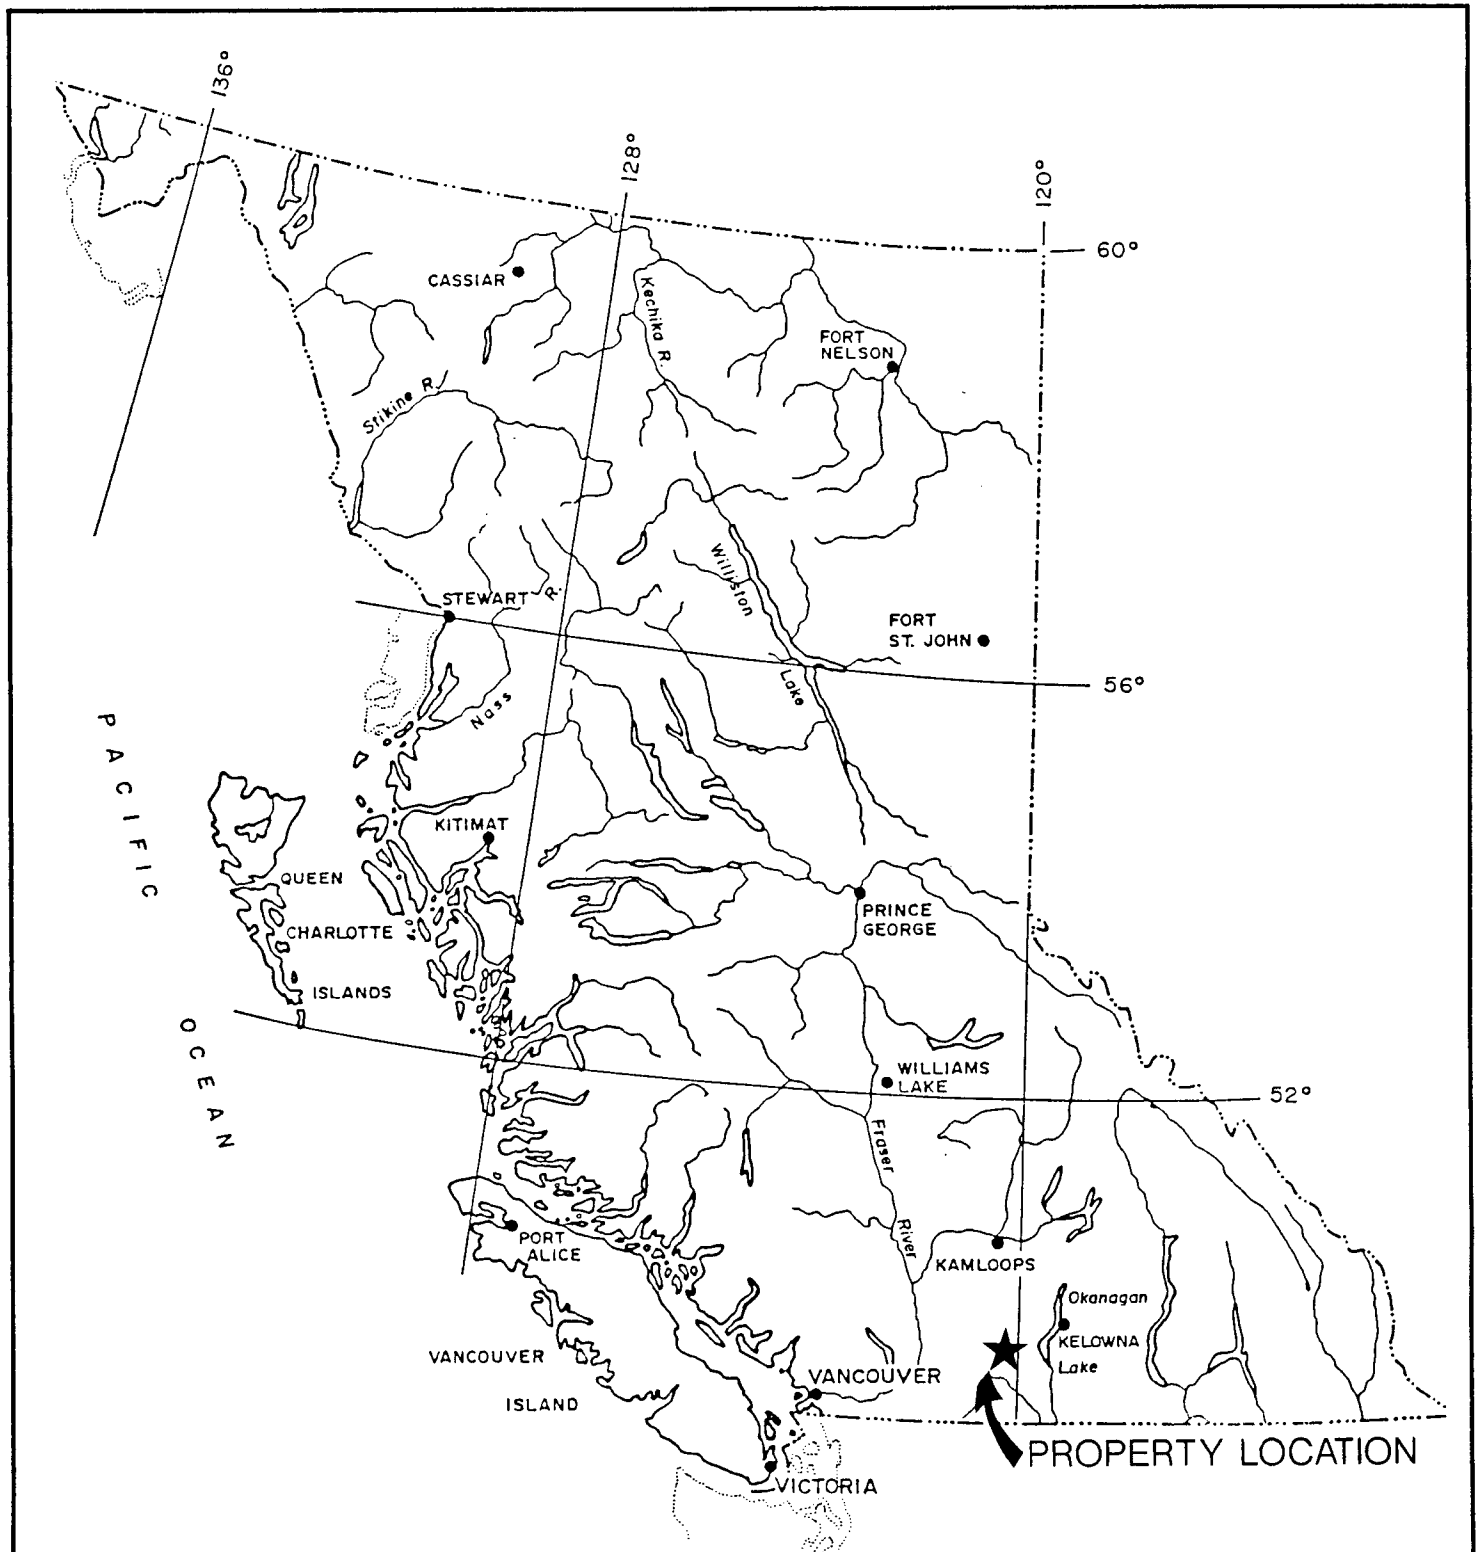 136°
128°
120°
60°
CASSIAR
Kechika R.
FORT
NELSON
Stikine R.
Williston
STEWART
R.
FORT
ST. JOHN
56°
Lake
Nass
PACIFIC
KITIMAT
QUEEN
CHARLOTTE
ISLANDS
PRINCE
GEORGE
OCEAN
WILLIAMS
LAKE
52°
Fraser
River
PORT
ALICE
KAMLOOPS
Okanagan
KELOWNA
Lake
VANCOUVER
ISLAND
VANCOUVER
PROPERTY LOCATION
VICTORIA